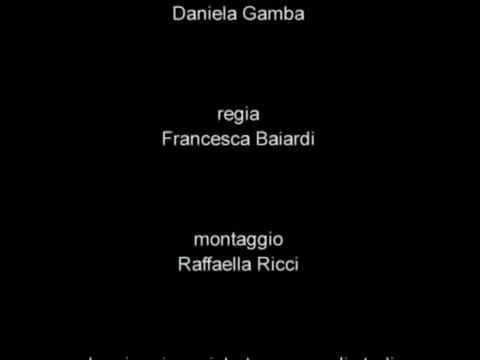 Daniela Gamba
regia
Francesca Baiardi
montaggio
Raffaella Ricci